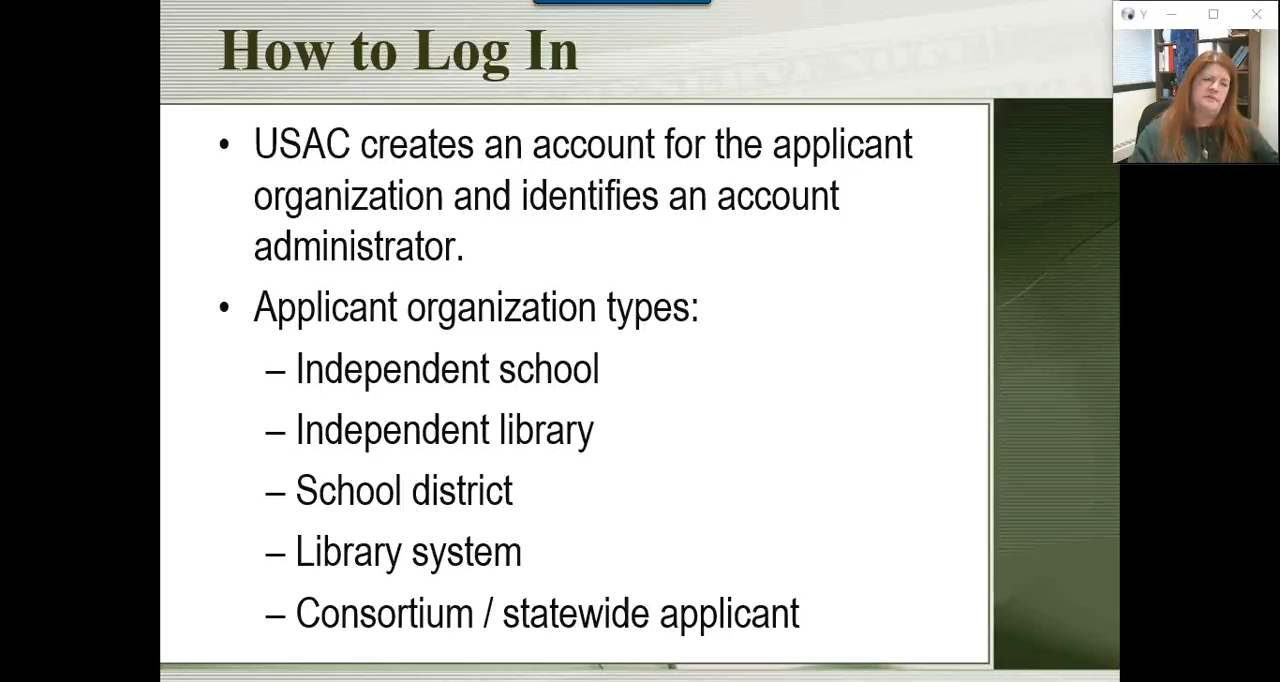 How to Log In
Y
• USAC creates an account for the applicant
organization and identifies an account
administrator.
• Applicant organization types:
– Independent school
– Independent library
– School district
– Library system
– Consortium / statewide applicant